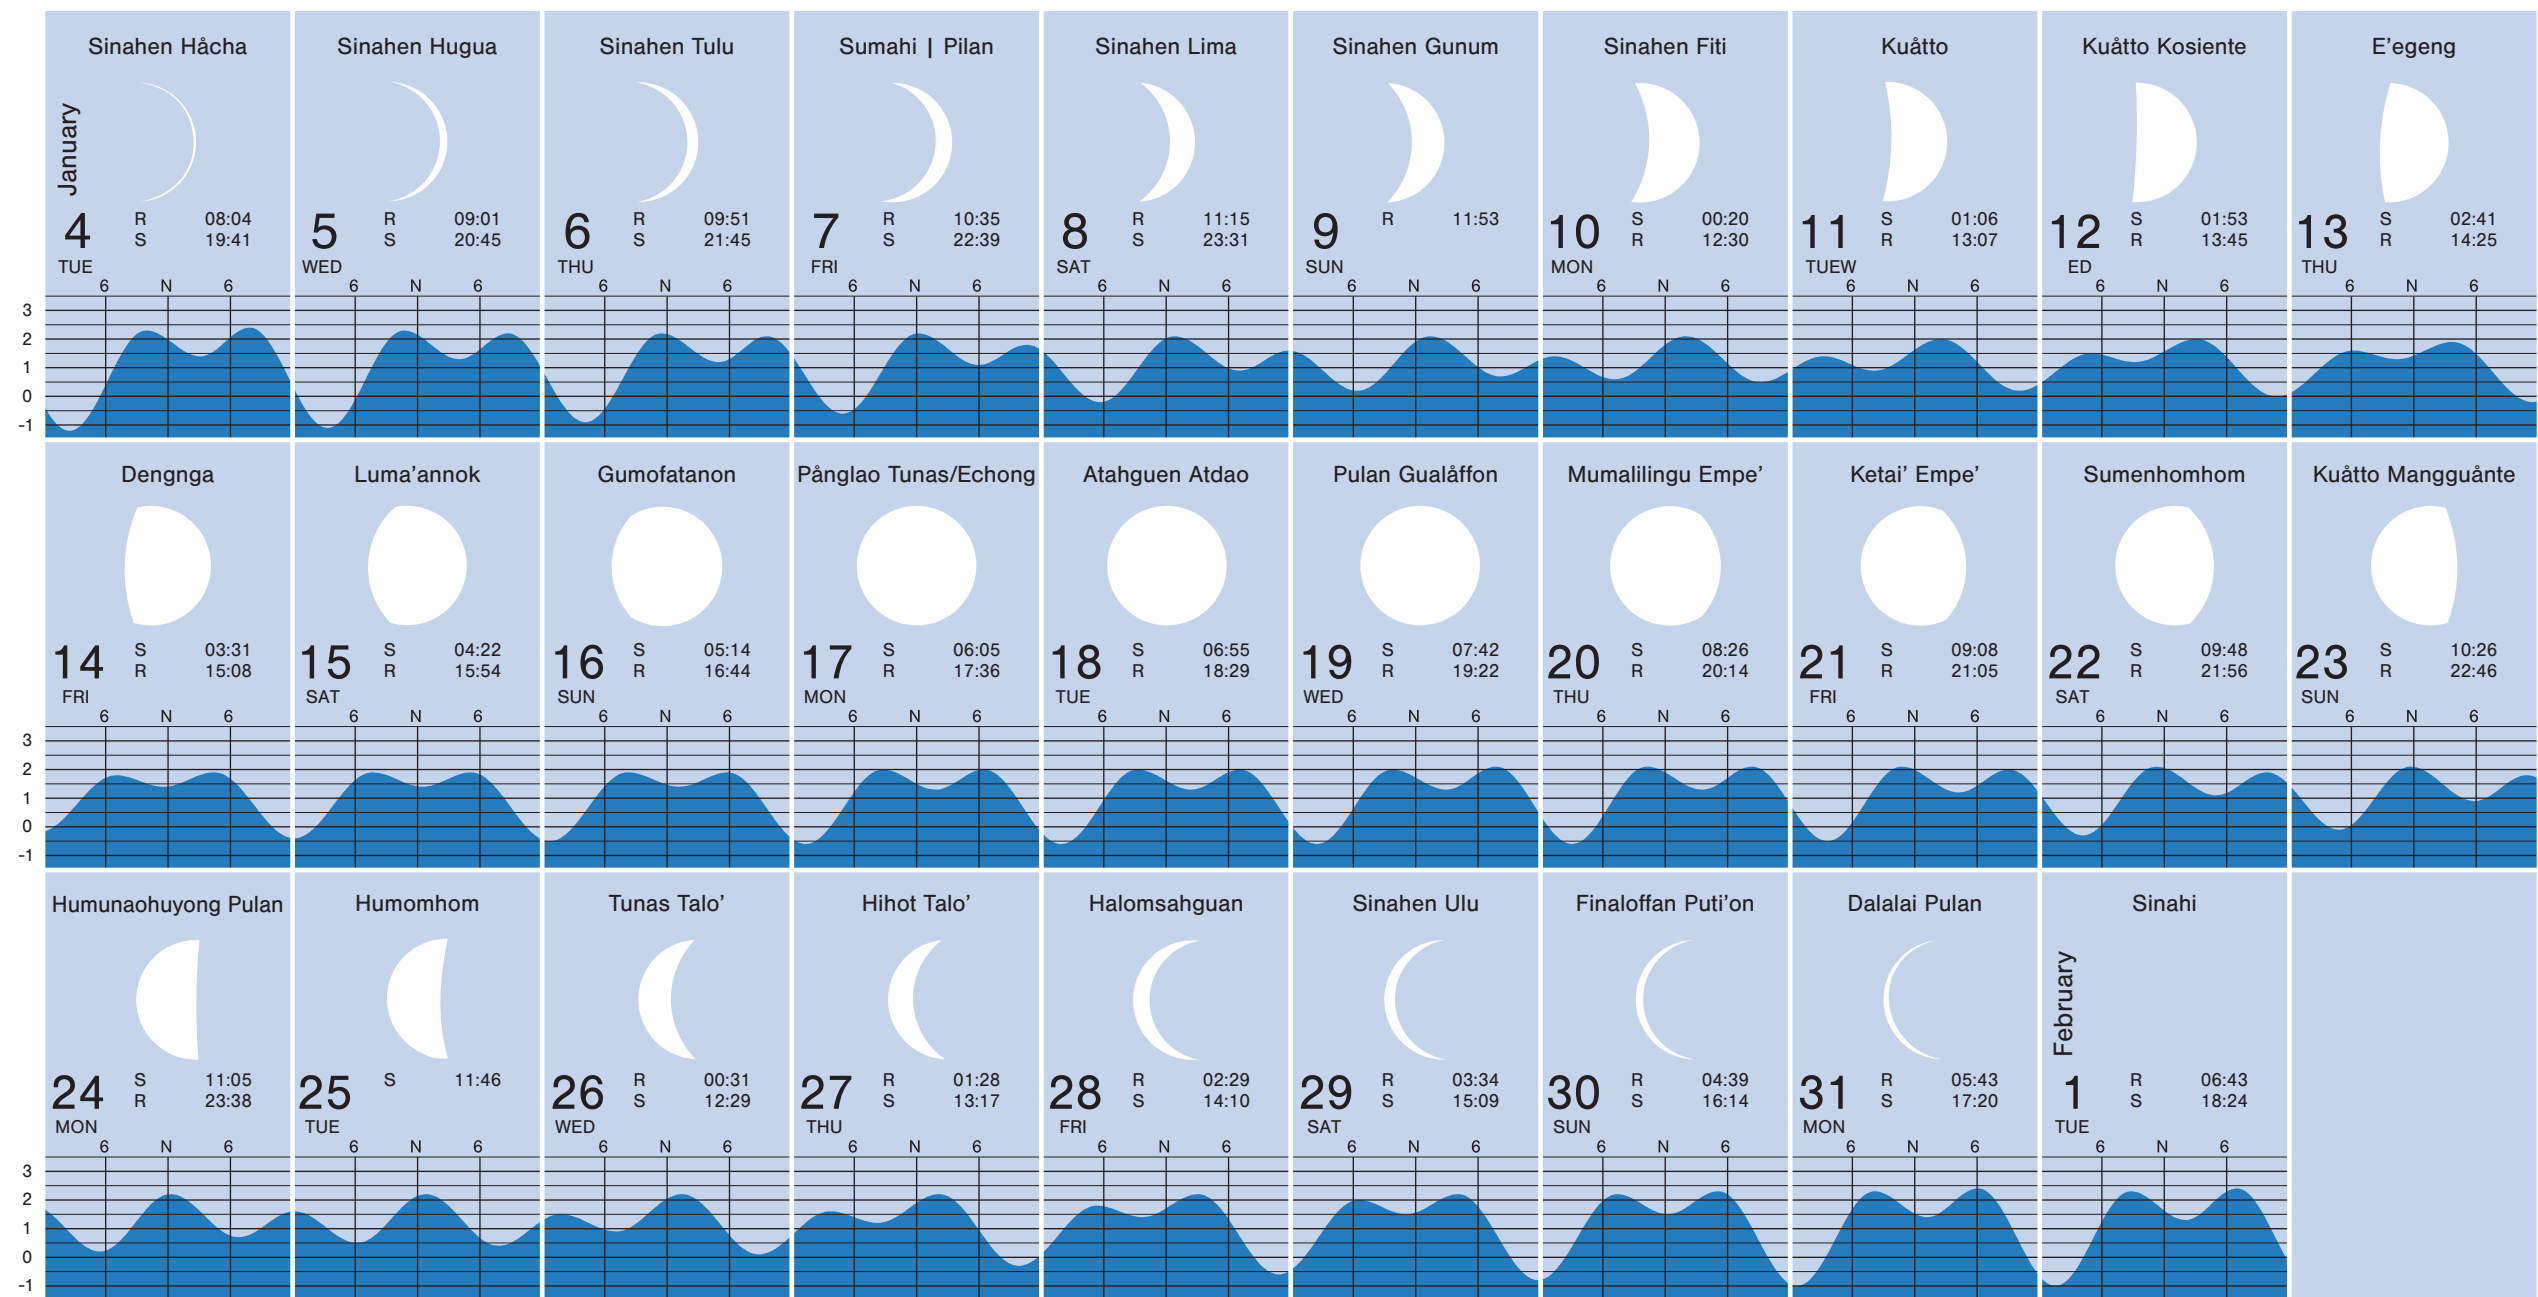 Sinahen Håcha
January
4
R 08:04
S 19:41
TUE
6 N 6
Sinahen Hugua
5
R 09:01
S 20:45
WED
6 N 6
Sinahen Tulu
6
R 09:51
S 21:45
THU
6 N 6
Sumahi | Pilan
7
R 10:35
S 22:39
FRI
6 N 6
Sinahen Lima
8
R 11:15
S 23:31
SAT
6 N 6
Sinahen Gunum
9
R 11:53
SUN
6 N 6
Sinahen Fiti
10
S 00:20
R 12:30
MON
6 N 6
Kuåtto
11
S 01:06
R 13:07
TUEW
6 N 6
Kuåtto Kosiente
12
S 01:53
R 13:45
ED
6 N 6
E’egeng
13
S 02:41
R 14:25
THU
6 N 6
3
2
1
0
-1
Dengnga
14
S 03:31
R 15:08
FRI
6 N 6
Luma’annok
15
S 04:22
R 15:54
SAT
6 N 6
Gumofatanon
16
S 05:14
R 16:44
SUN
6 N 6
Pånglao Tunas/Echong
17
S 06:05
R 17:36
MON
6 N 6
Atahguen Atdao
18
S 06:55
R 18:29
TUE
6 N 6
Pulan Gualåffon
19
S 07:42
R 19:22
WED
6 N 6
Mumalilingu Empe’
20
S 08:26
R 20:14
THU
6 N 6
Ketai’ Empe’
21
S 09:08
R 21:05
FRI
6 N 6
Sumenhomhom
22
S 09:48
R 21:56
SAT
6 N 6
Kuåtto Mangguånte
23
S 10:26
R 22:46
SUN
6 N 6
3
2
1
0
-1
Humunaohuyong Pulan
24
S 11:05
R 23:38
MON
6 N 6
Humomhom
25
S 11:46
TUE
6 N 6
Tunas Talo’
26
R 00:31
S 12:29
WED
6 N 6
Hihot Talo’
27
R 01:28
S 13:17
THU
6 N 6
Halomsahguan
28
R 02:29
S 14:10
FRI
6 N 6
Sinahen Ulu
29
R 03:34
S 15:09
SAT
6 N 6
Finaloffan Puti’on
30
R 04:39
S 16:14
SUN
6 N 6
Dalalai Pulan
31
R 05:43
S 17:20
MON
6 N 6
Sinahi
February
1
R 06:43
S 18:24
TUE
6 N 6
3
2
1
0
-1